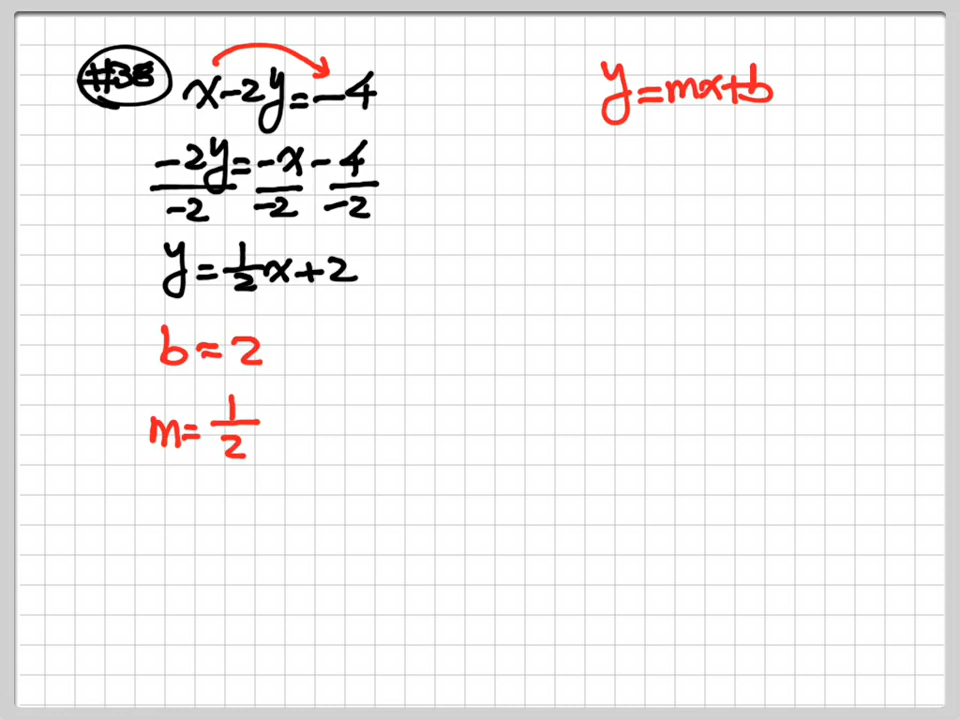 #38 x-2y=-4
y=mx+b
-2y/-2 = -x/-2 -4/-2
y=1/2x+2
b=2
m=1/2